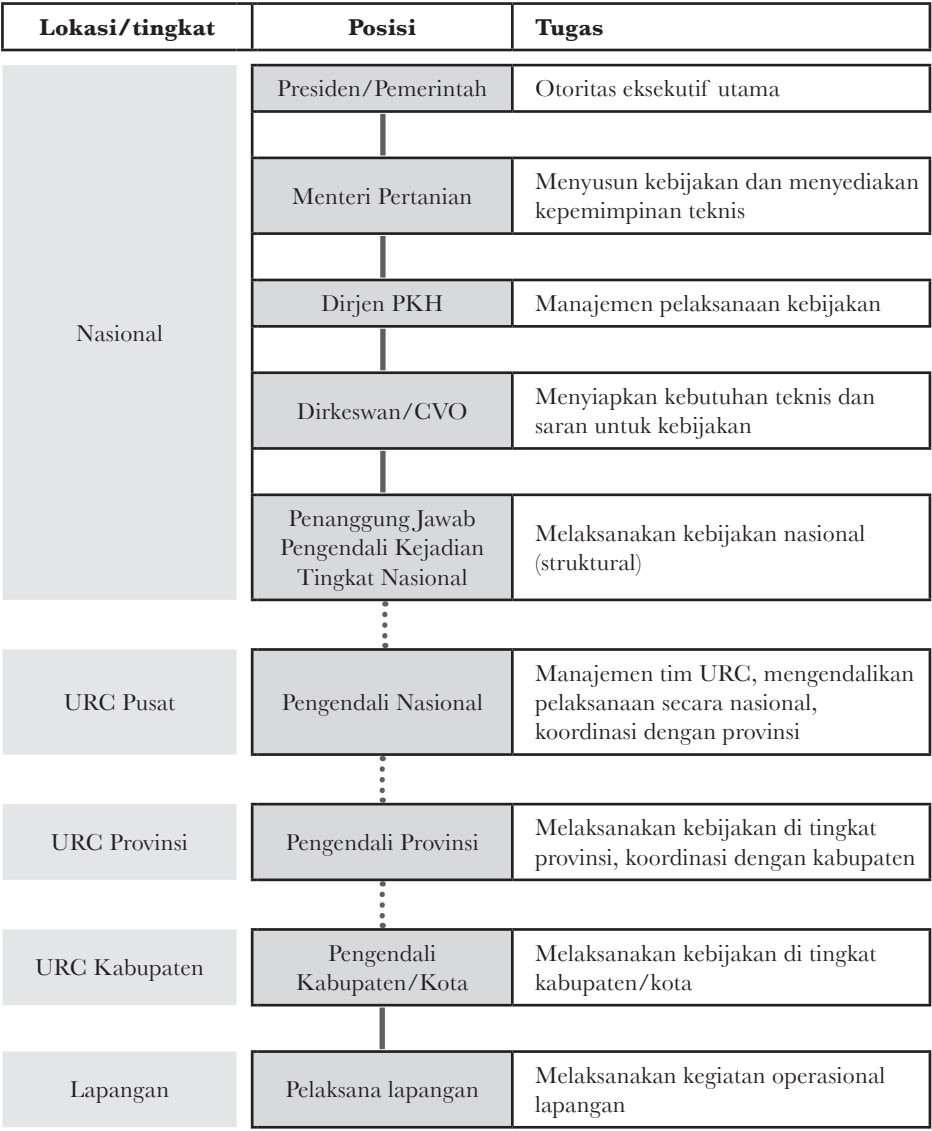 Lokasi/tingkat
Posisi
Tugas
Nasional
Presiden/Pemerintah
Otoritas eksekutif utama
Menteri Pertanian
Menyusun kebijakan dan menyediakan
kepemimpinan teknis
Dirjen PKH
Manajemen pelaksanaan kebijakan
Dirkeswan/CVO
Menyiapkan kebutuhan teknis dan
saran untuk kebijakan
Penanggung Jawab
Pengendali Kejadian
Tingkat Nasional
Melaksanakan kebijakan nasional
(struktural)
URC Pusat
Pengendali Nasional
Manajemen tim URC, mengendalikan
pelaksanaan secara nasional,
koordinasi dengan provinsi
URC Provinsi
Pengendali Provinsi
Melaksanakan kebijakan di tingkat
provinsi, koordinasi dengan kabupaten
URC Kabupaten
Pengendali
Kabupaten/Kota
Melaksanakan kebijakan di tingkat
kabupaten/kota
Lapangan
Pelaksana lapangan
Melaksanakan kegiatan operasional
lapangan